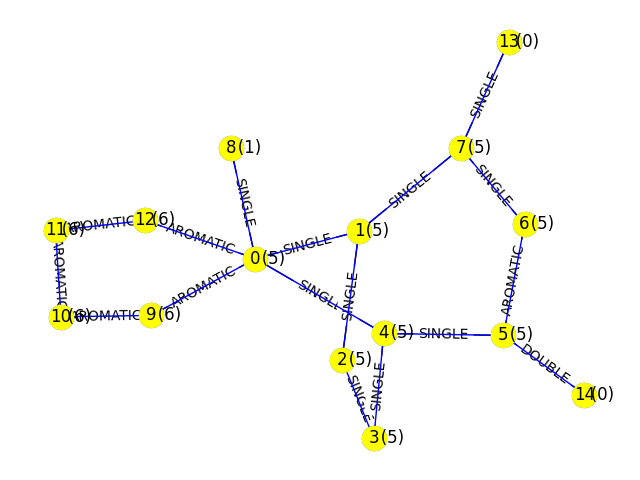 13(0)
SINGLE
8(1)
7(5)
SINGLE
SINGLE
SINGLE
12(6)
6(5)
11(6)
AROMATIC
AROMATIC
1(5)
SINGLE
0(5)
AROMATIC
AROMATIC
AROMATIC
SINGLE
SINGLE
10(6)
AROMATIC
9(6)
4(5)
SINGLE
5(5)
2(5)
DOUBLE
SINGLE
SINGLE
14(0)
3(5)